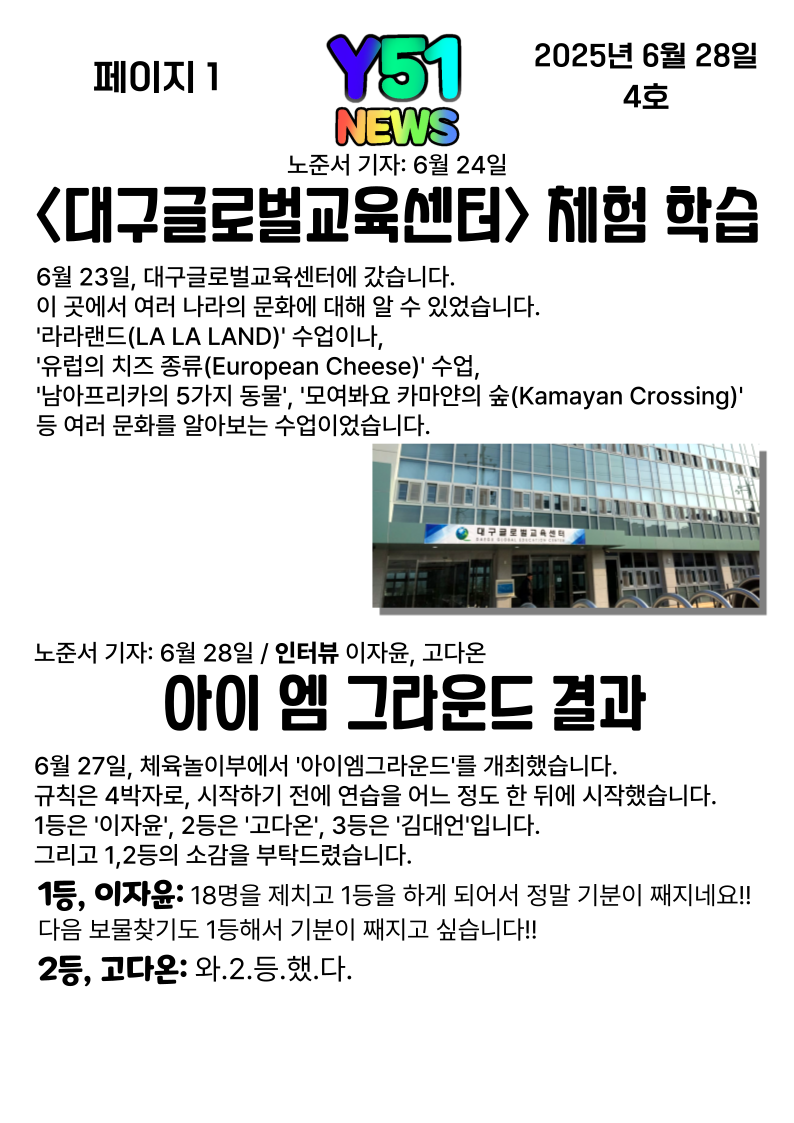 페이지 1
Y51
NEWS
2025년 6월 28일
4호
노준서 기자: 6월 24일
<대구글로벌교육센터> 체험 학습
6월 23일, 대구글로벌교육센터에 갔습니다.
이 곳에서 여러 나라의 문화에 대해 알 수 있었습니다.
'라라랜드(LA LA LAND)' 수업이나,
'유럽의 치즈 종류(European Cheese)' 수업,
'남아프리카의 5가지 동물', '모여봐요 카마얀의 숲(Kamayan Crossing)'
등 여러 문화를 알아보는 수업이었습니다.
대구글로벌교육센터
DAEGU GLOBAL EDUCATION CENTER
노준서 기자: 6월 28일 / 인터뷰 이자윤, 고다온
아이 엠 그라운드 결과
6월 27일, 체육놀이부에서 '아이엠그라운드'를 개최했습니다.
규칙은 4박자로, 시작하기 전에 연습을 어느 정도 한 뒤에 시작했습니다.
1등은 '이자윤', 2등은 '고다온', 3등은 '김대언'입니다.
그리고 1,2등의 소감을 부탁드렸습니다.
1등, 이자윤: 18명을 제치고 1등을 하게 되어서 정말 기분이 째지네요!!
다음 보물찾기도 1등해서 기분이 째지고 싶습니다!!
2등, 고다온: 와.2.등.했.다.